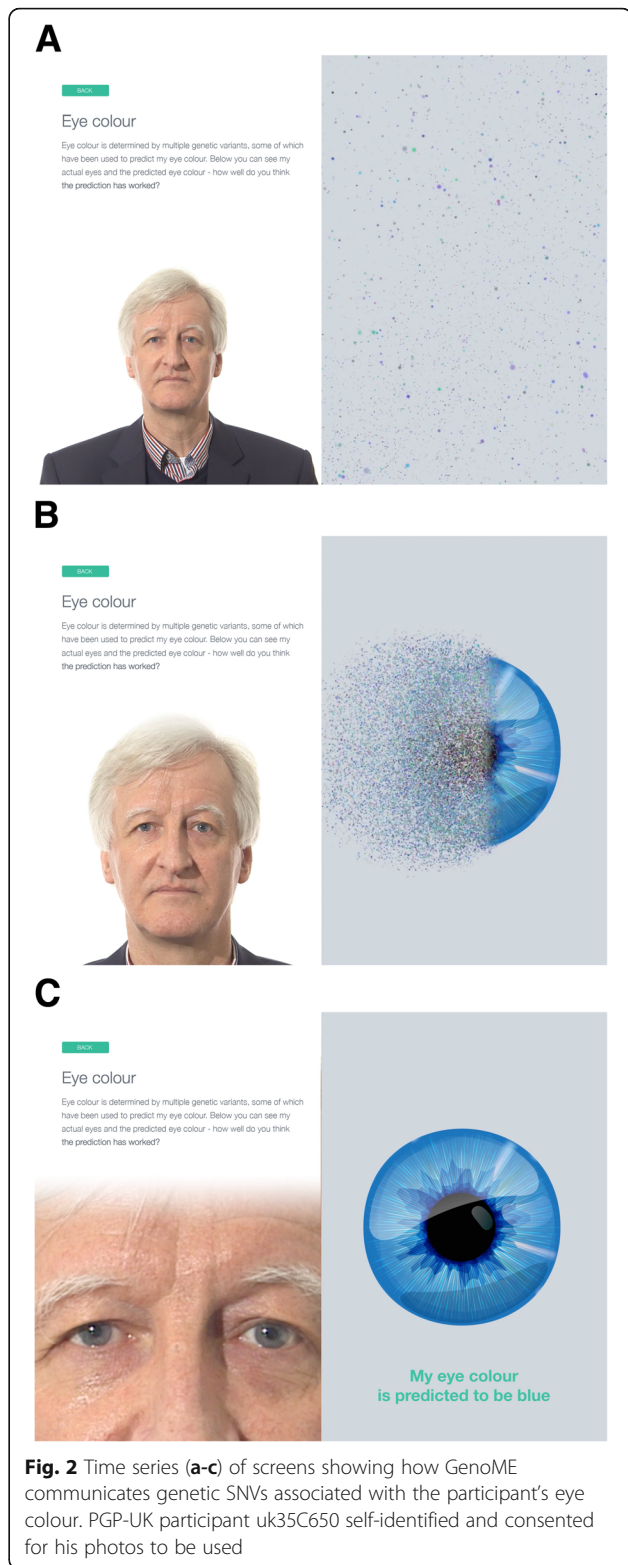 A
BACK
Eye colour
Eye colour is determined by multiple genetic variants, some of which
have been used to predict my eye colour. Below you can see my
actual eyes and the predicted eye colour - how well do you think
the prediction has worked?
B
BACK
Eye colour
Eye colour is determined by multiple genetic variants, some of which
have been used to predict my eye colour. Below you can see my
actual eyes and the predicted eye colour - how well do you think
the prediction has worked?
C
BACK
Eye colour
Eye colour is determined by multiple genetic variants, some of which
have been used to predict my eye colour. Below you can see my
actual eyes and the predicted eye colour - how well do you think
the prediction has worked?
My eye colour
is predicted to be blue
Fig. 2 Time series (a-c) of screens showing how GenoME
communicates genetic SNVs associated with the participant's eye
colour. PGP-UK participant uk35C650 self-identified and consented
for his photos to be used